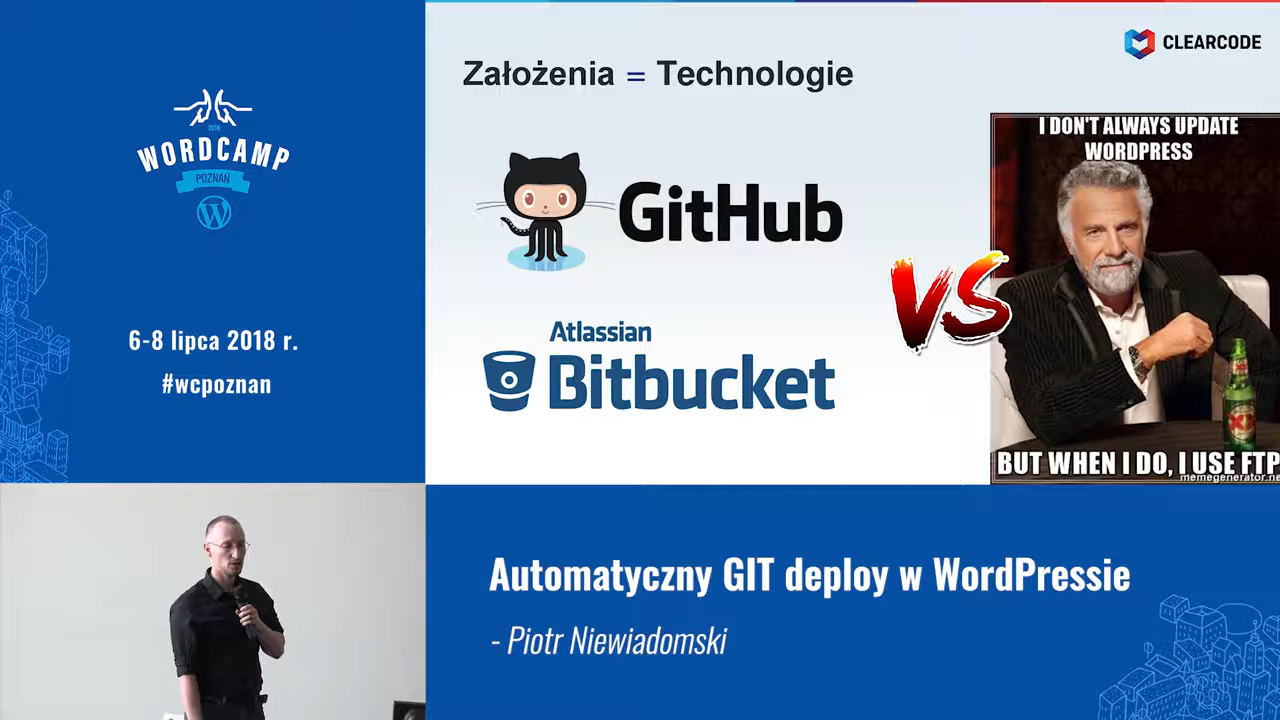 2018
WORDCAMP
POZNAŃ
6-8 lipca 2018 r.
#wcpoznan
CLEARCODE
Założenia = Technologie
GitHub
Atlassian
Bitbucket
VS
I DON'T ALWAYS UPDATE
WORDPRESS
BUT WHEN I DO, I USE FTP
memegenerator.ne
Automatyczny GIT deploy w WordPressie
- Piotr Niewiadomski